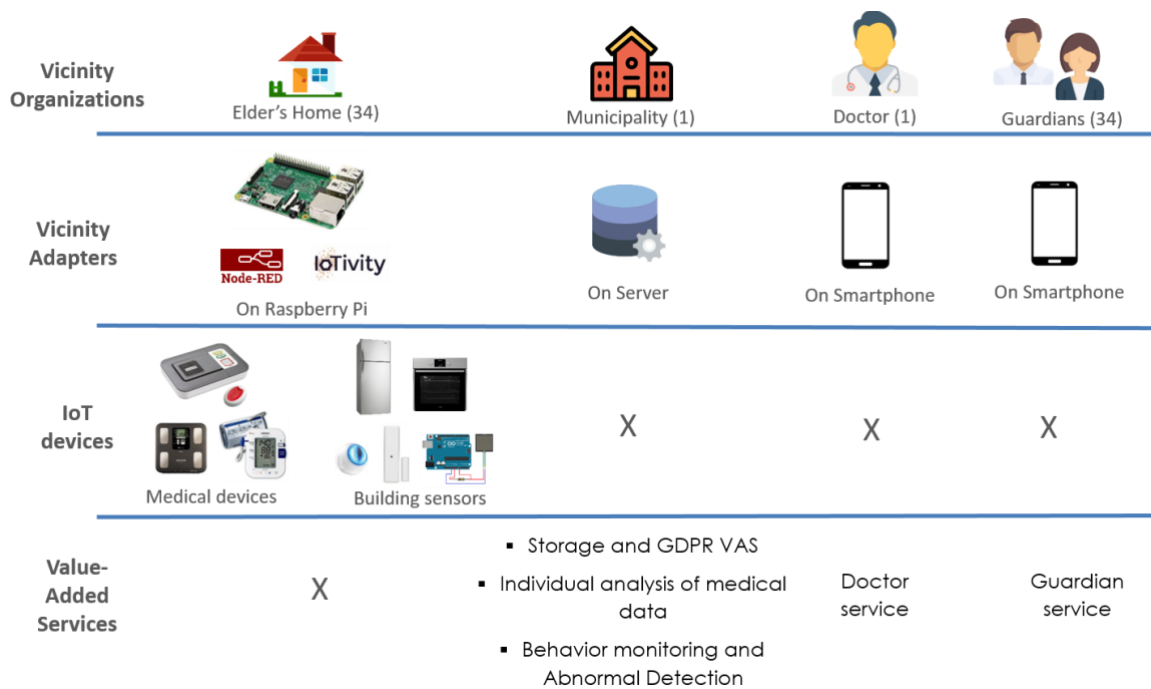 Vicinity
Organizations
Elder's Home (34)
Municipality (1)
Doctor (1)
Guardians (34)
Vicinity
Adapters
Node-RED
IoTivity
On Raspberry Pi
On Server
On Smartphone
On Smartphone
IoT
devices
Medical devices
Building sensors
X
X
X
Value-
Added
Services
X
▪ Storage and GDPR VAS
▪ Individual analysis of medical
data
▪ Behavior monitoring and
Abnormal Detection
Doctor
service
Guardian
service